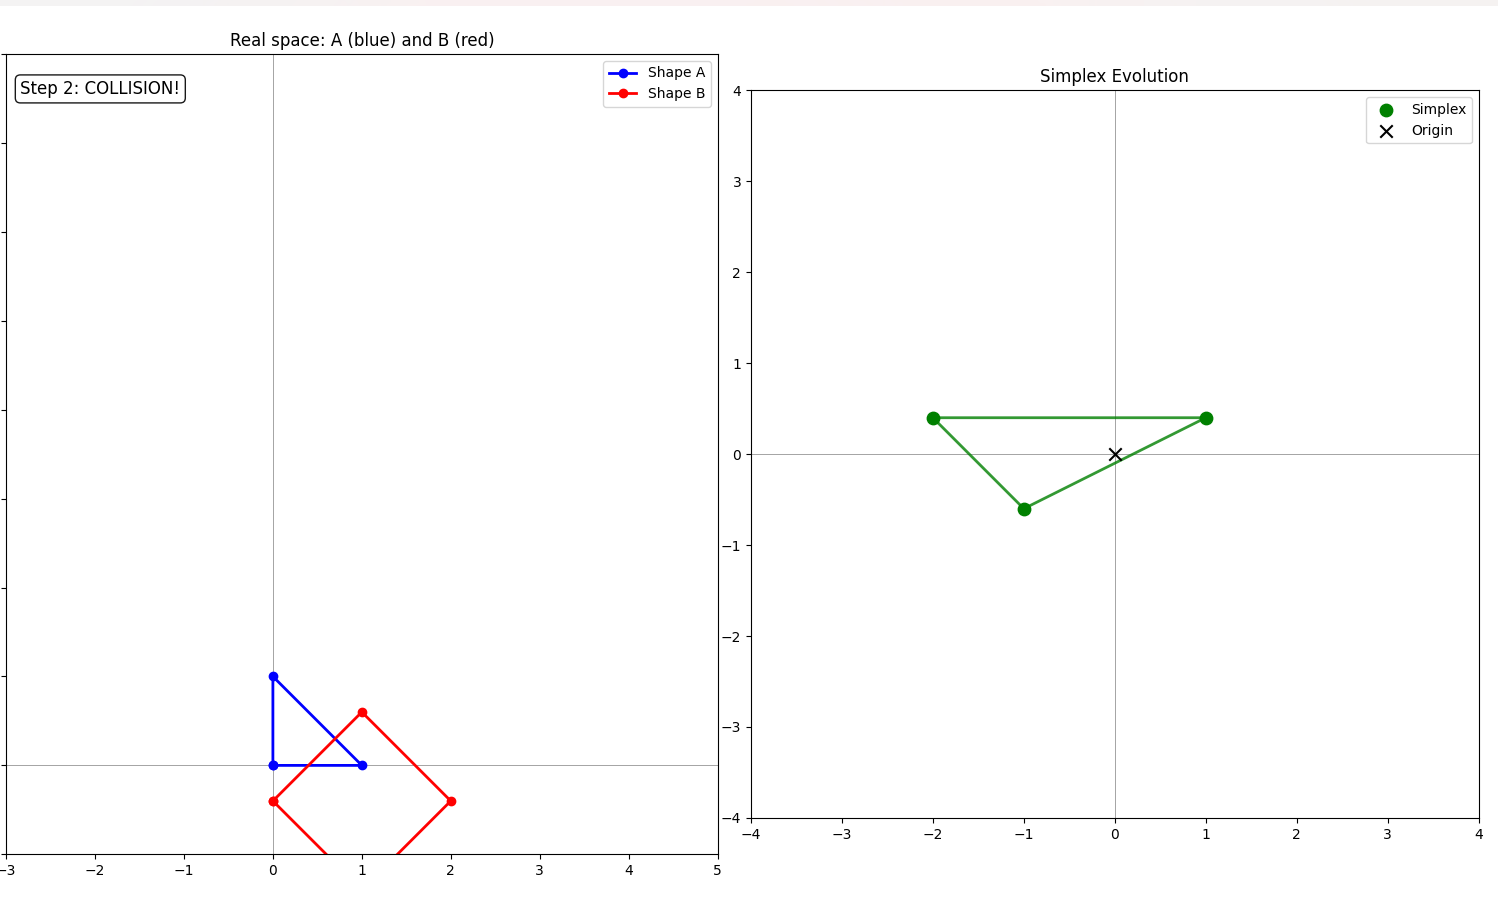 Real space: A (blue) and B (red)
Step 2: COLLISION!
Shape A
Shape B
−3 −2 −1 0 1 2 3 4 5
Simplex Evolution
Simplex
Origin
4
3
2
1
0
−1
−2
−3
−4
−4 −3 −2 −1 0 1 2 3 4